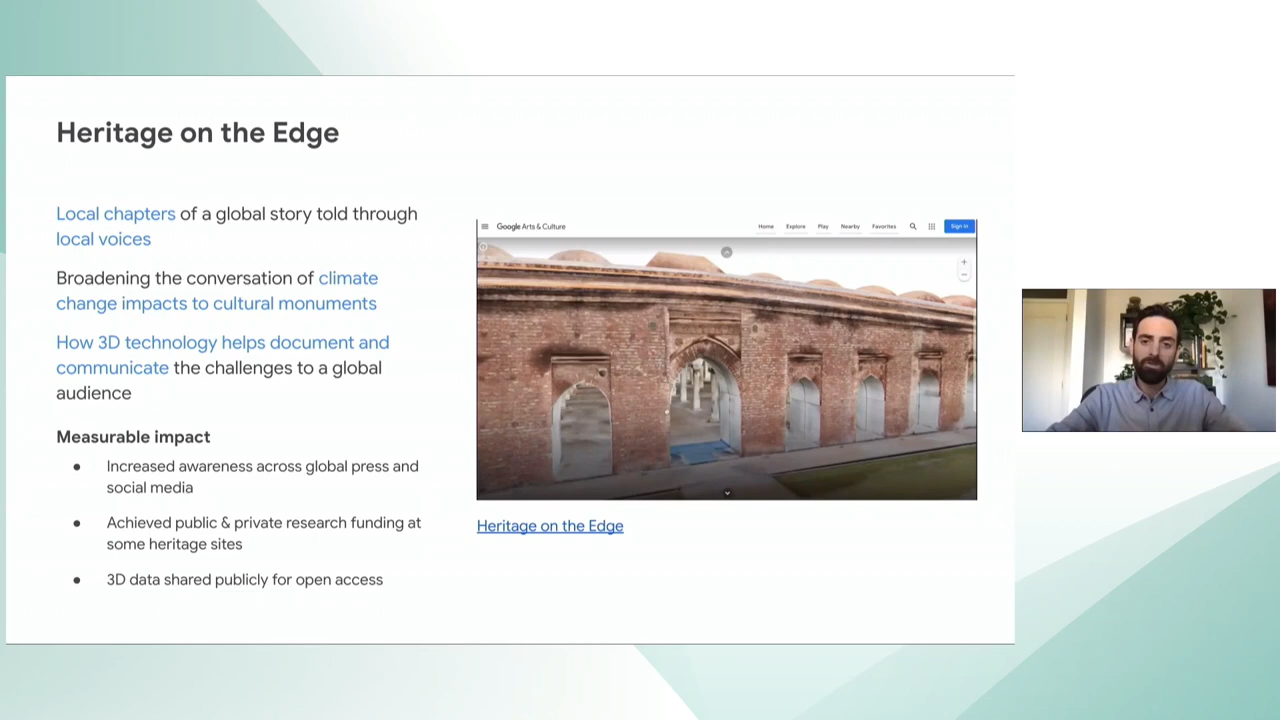 Heritage on the Edge
Local chapters of a global story told through
local voices
Broadening the conversation of climate
change impacts to cultural monuments
How 3D technology helps document and
communicate the challenges to a global
audience
Measurable impact
● Increased awareness across global press and
social media
● Achieved public & private research funding at
some heritage sites
● 3D data shared publicly for open access
Google Arts & Culture
Home Explore Play Nearby Favorites Sign in
Heritage on the Edge